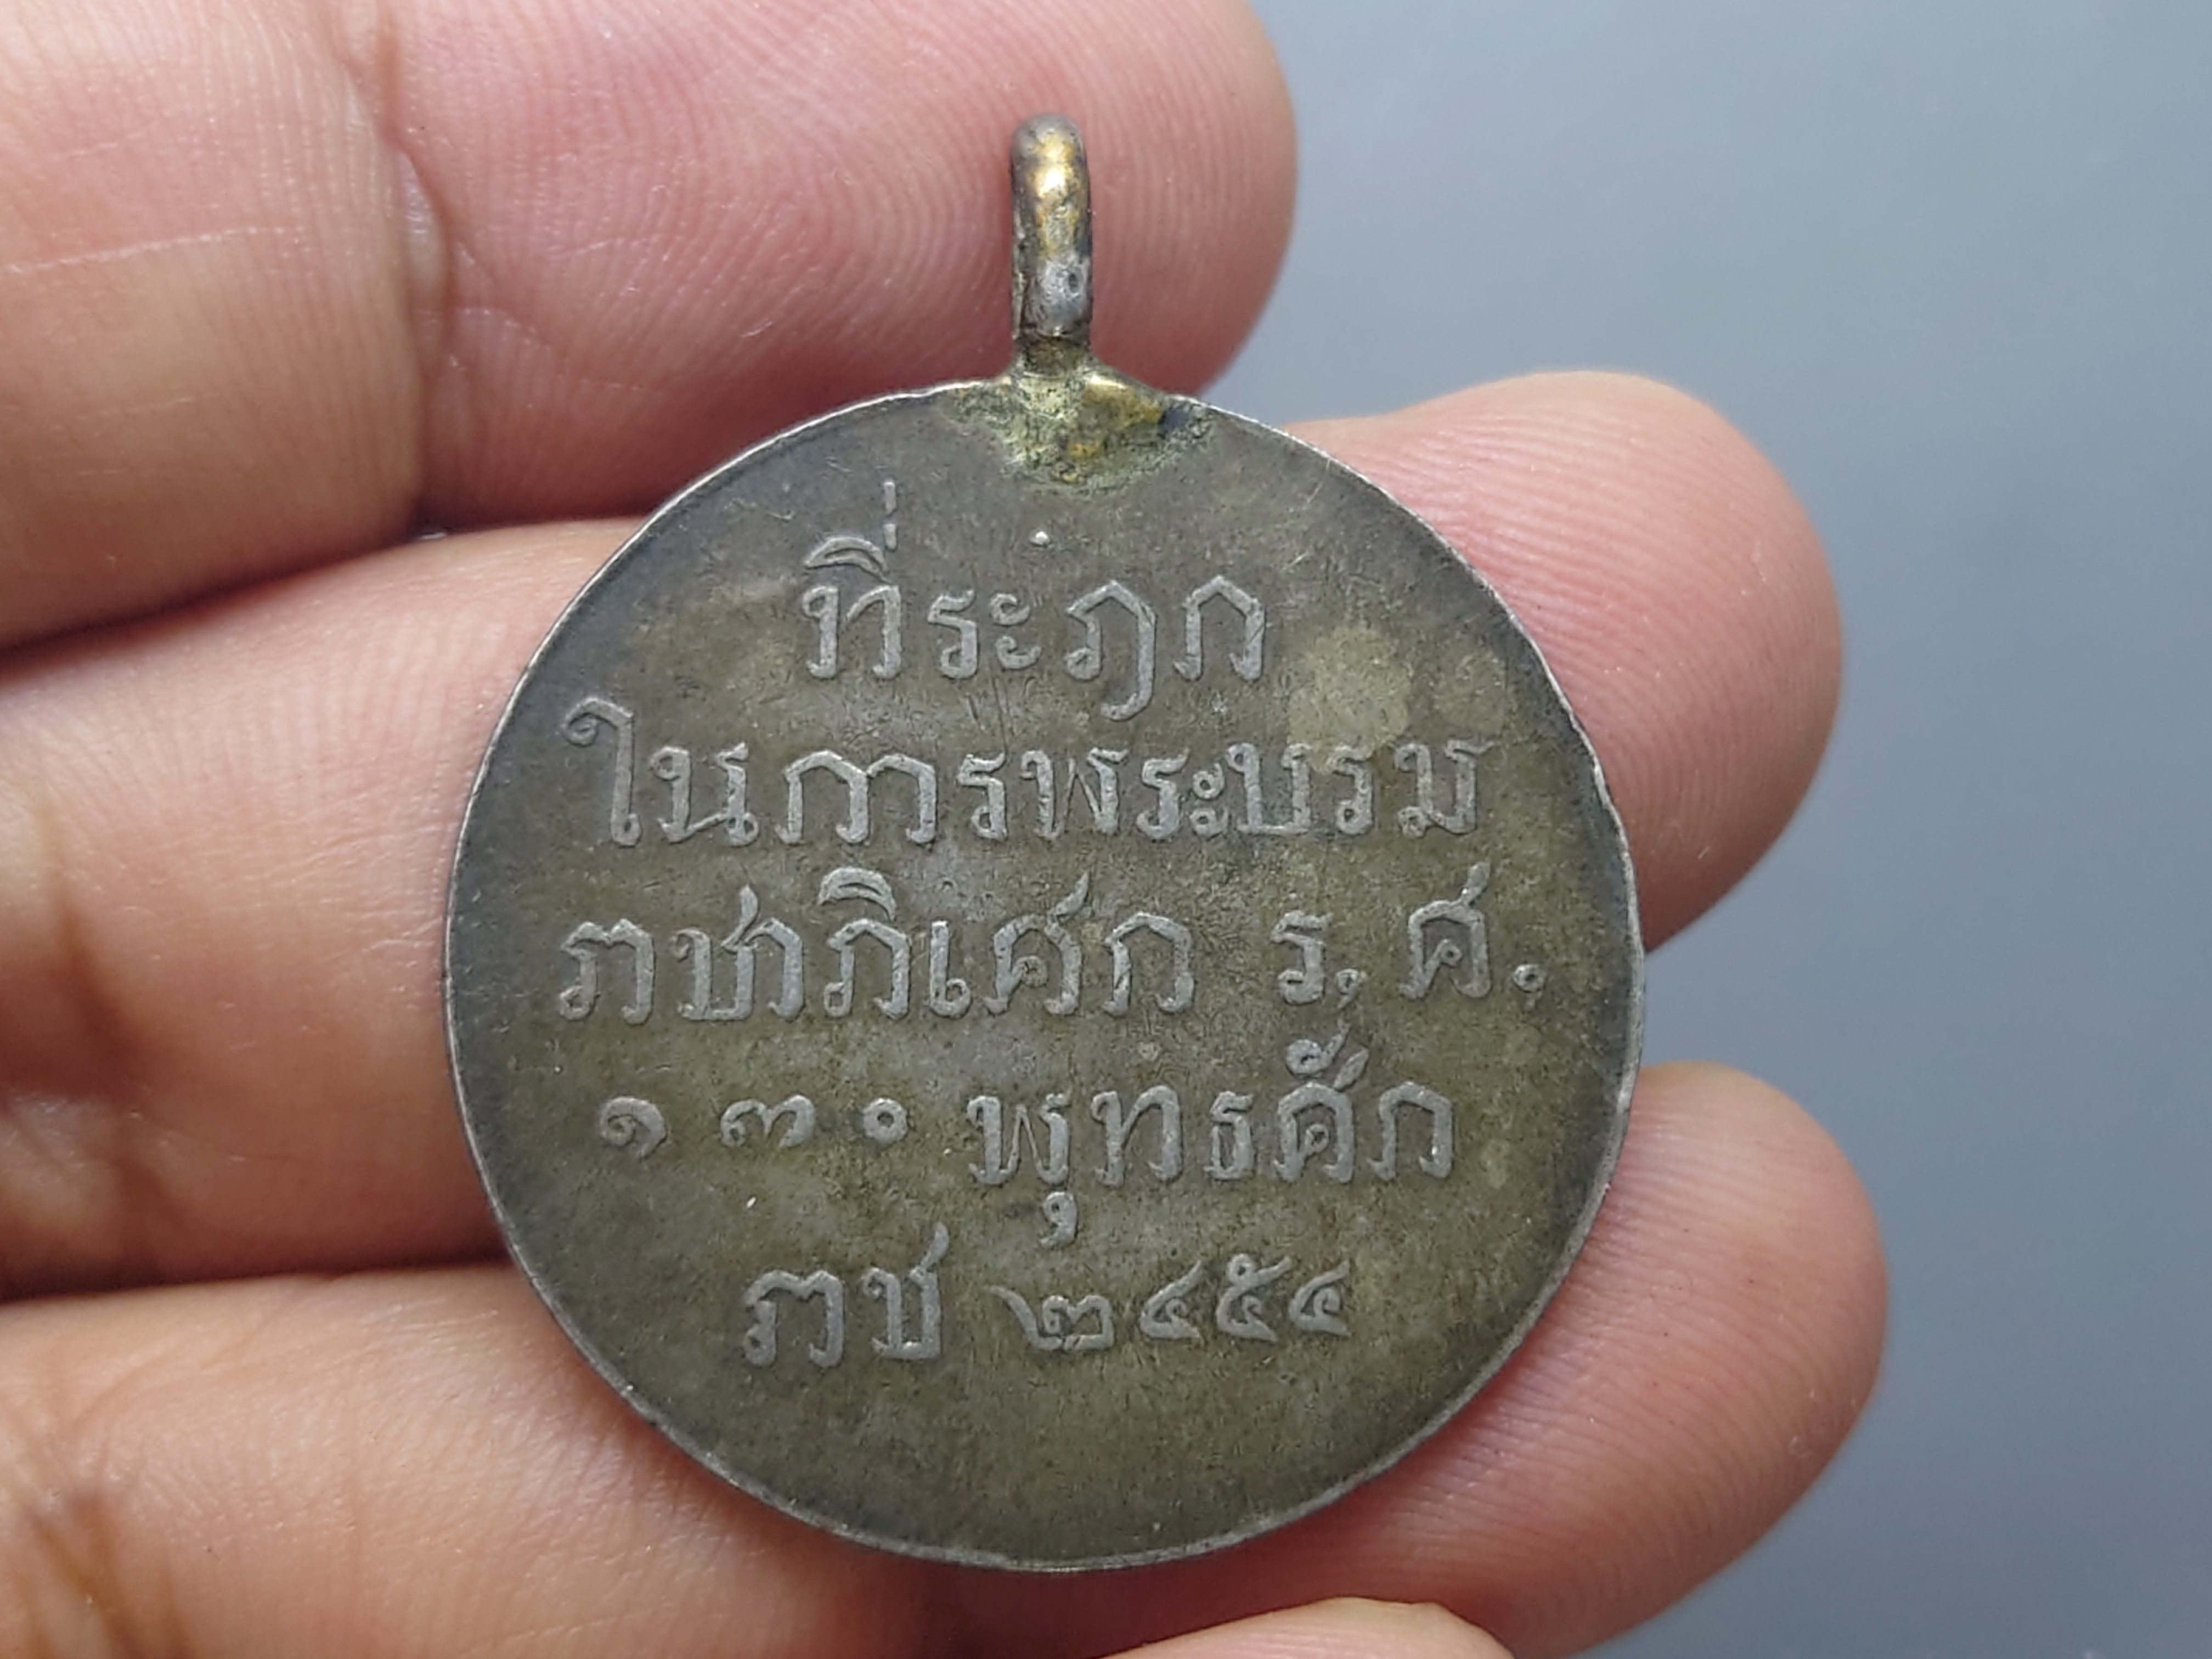 ที่ระฦก
ในการพระบรม
ราชาภิเศก ร.ศ.
๑๓๐ พุทธศัก
ราช ๒๔๕๔